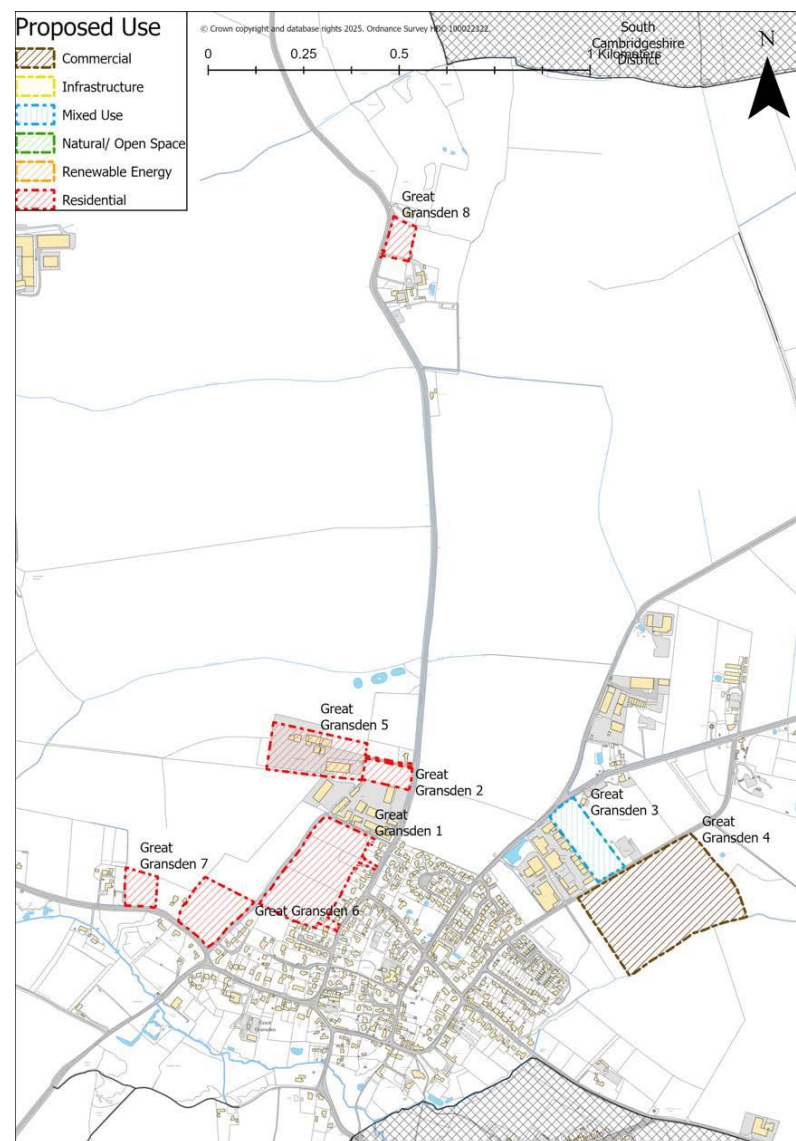 Proposed Use
Commercial
Infrastructure
Mixed Use
Natural/ Open Space
Renewable Energy
Residential
© Crown copyright and database rights 2025. Ordnance Survey HDC 100022322.
0 0.25 0.5 1 Kilometers
South
Cambridgeshire
District
N
Great
Gransden 8
Great
Gransden 5
Great
Gransden 2
Great
Gransden 3
Great
Gransden 1
Great
Gransden 4
Great
Gransden 7
Great Gransden 6
Great
Gransden